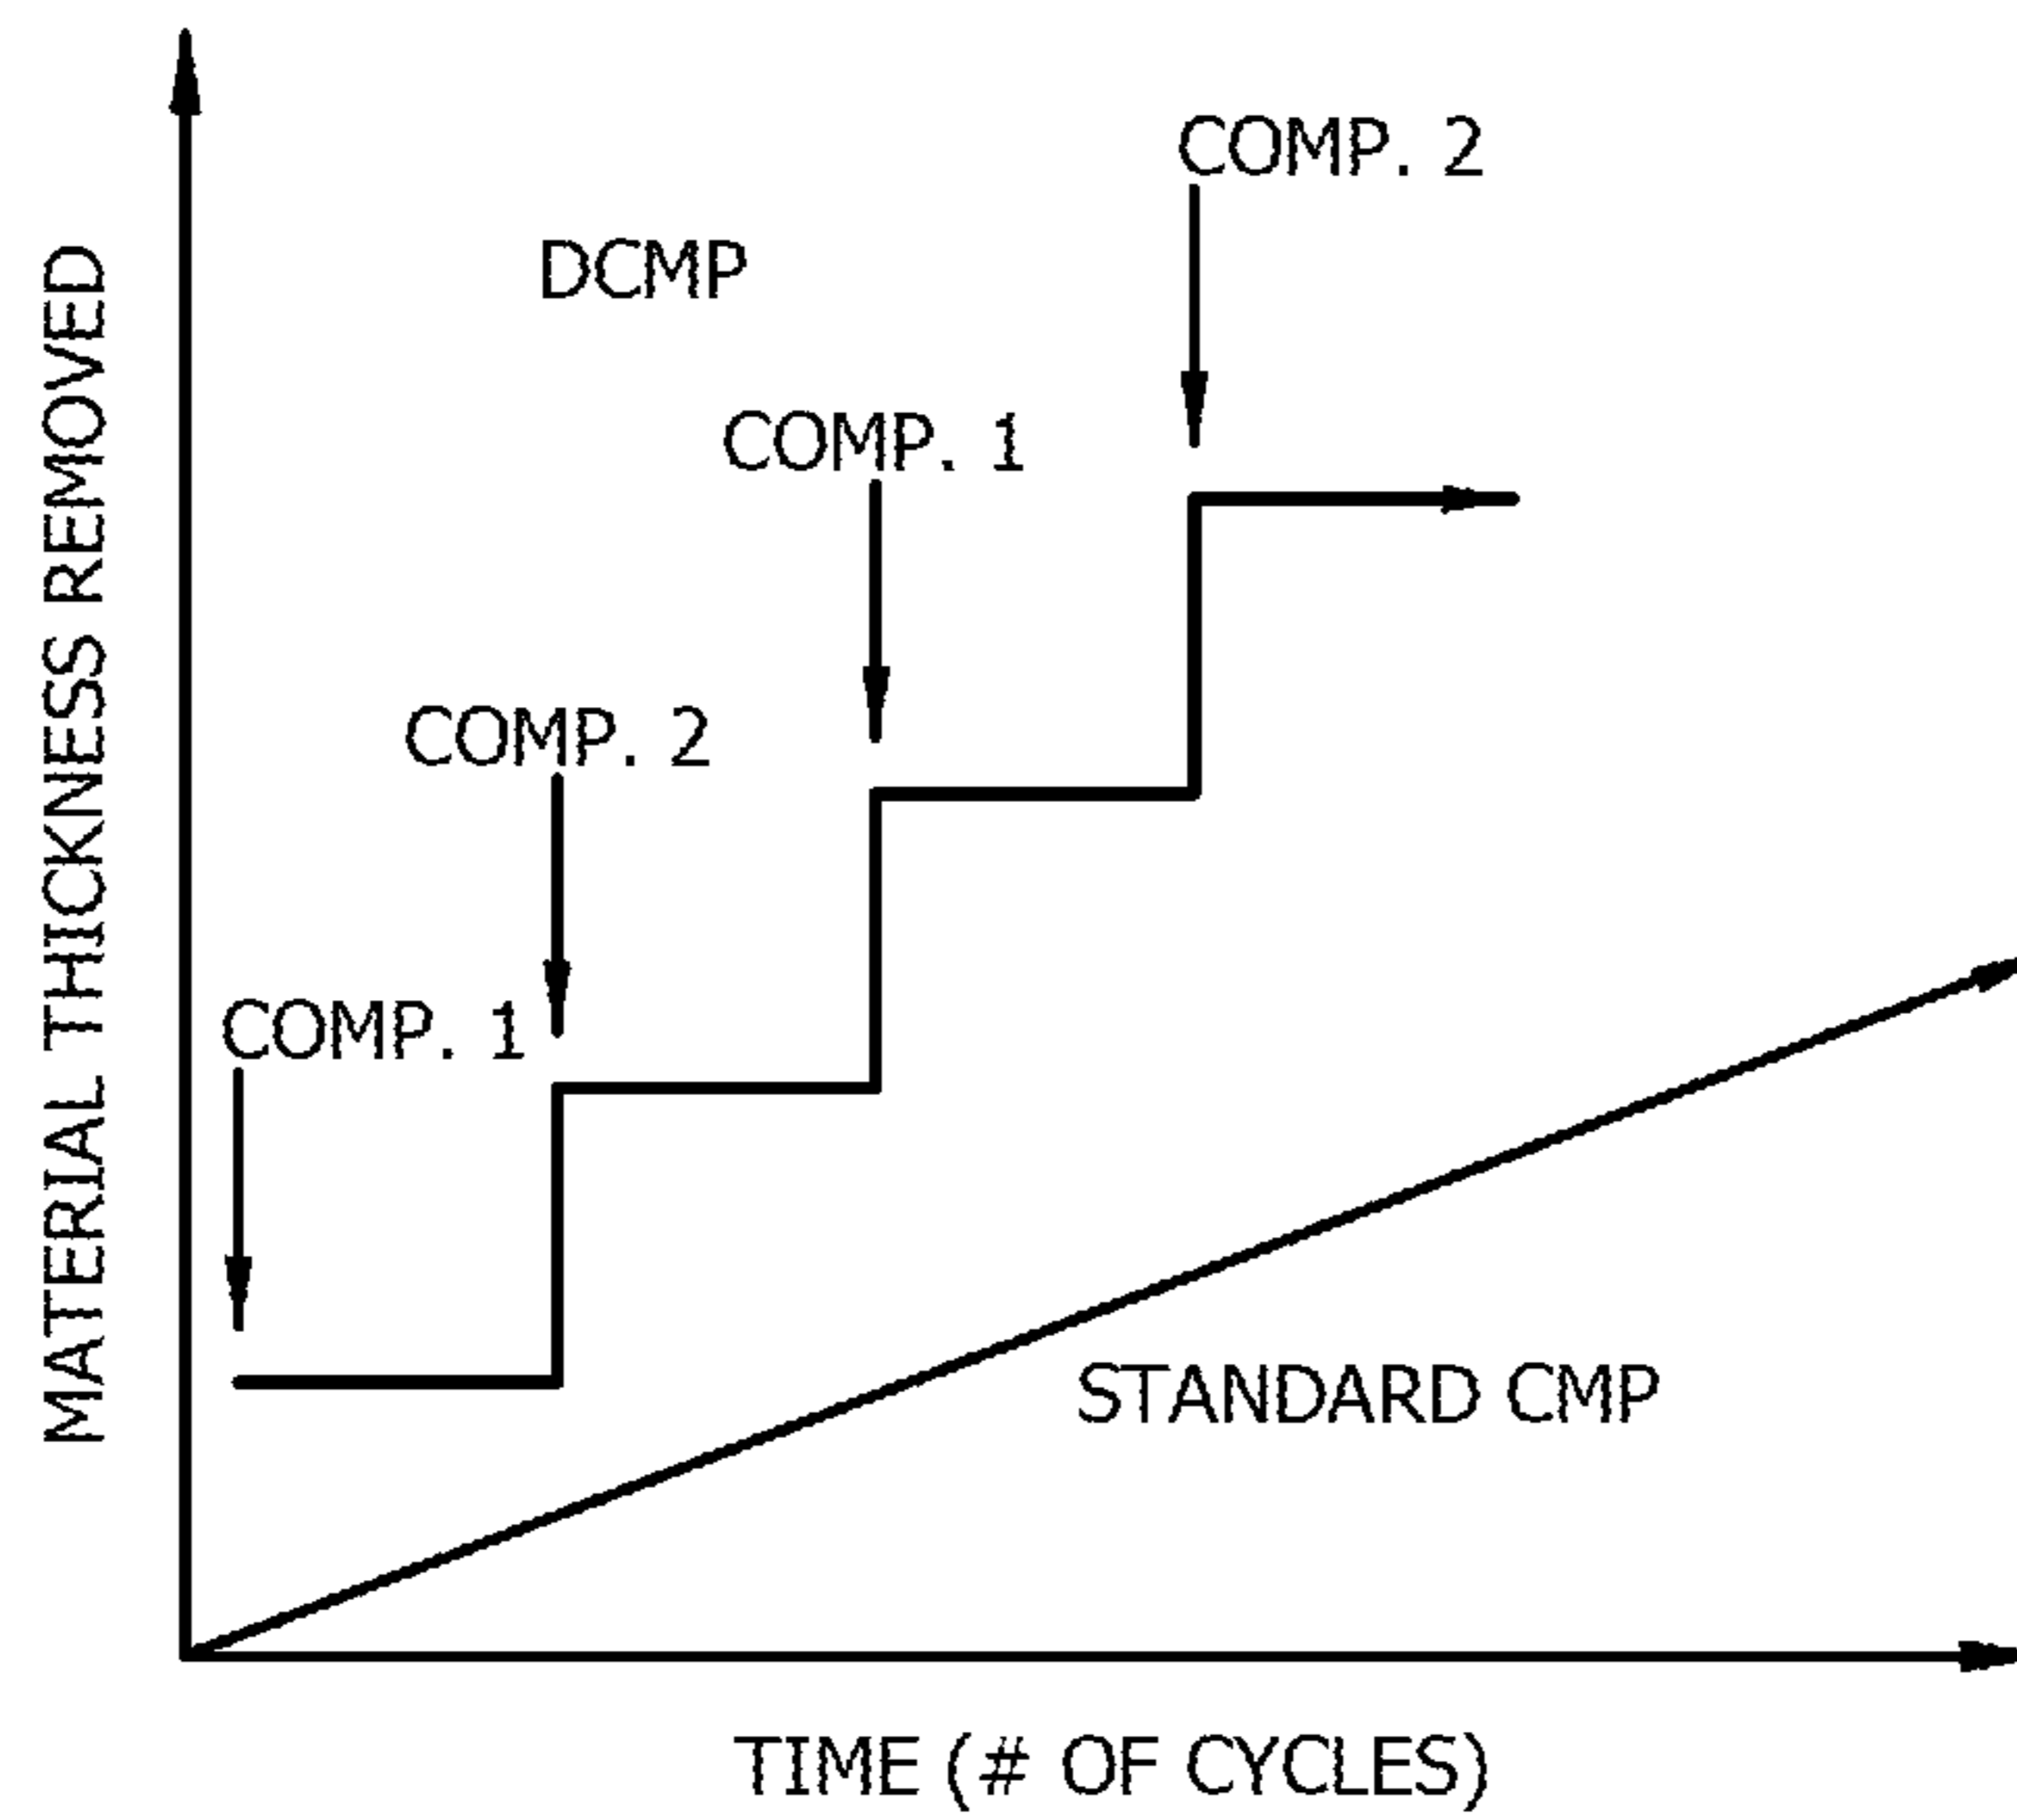 COMP. 2
DCMP
COMP. 1
COMP. 2
COMP. 1
MATERIAL THICKNESS REMOVED
STANDARD CMP
TIME (# OF CYCLES)